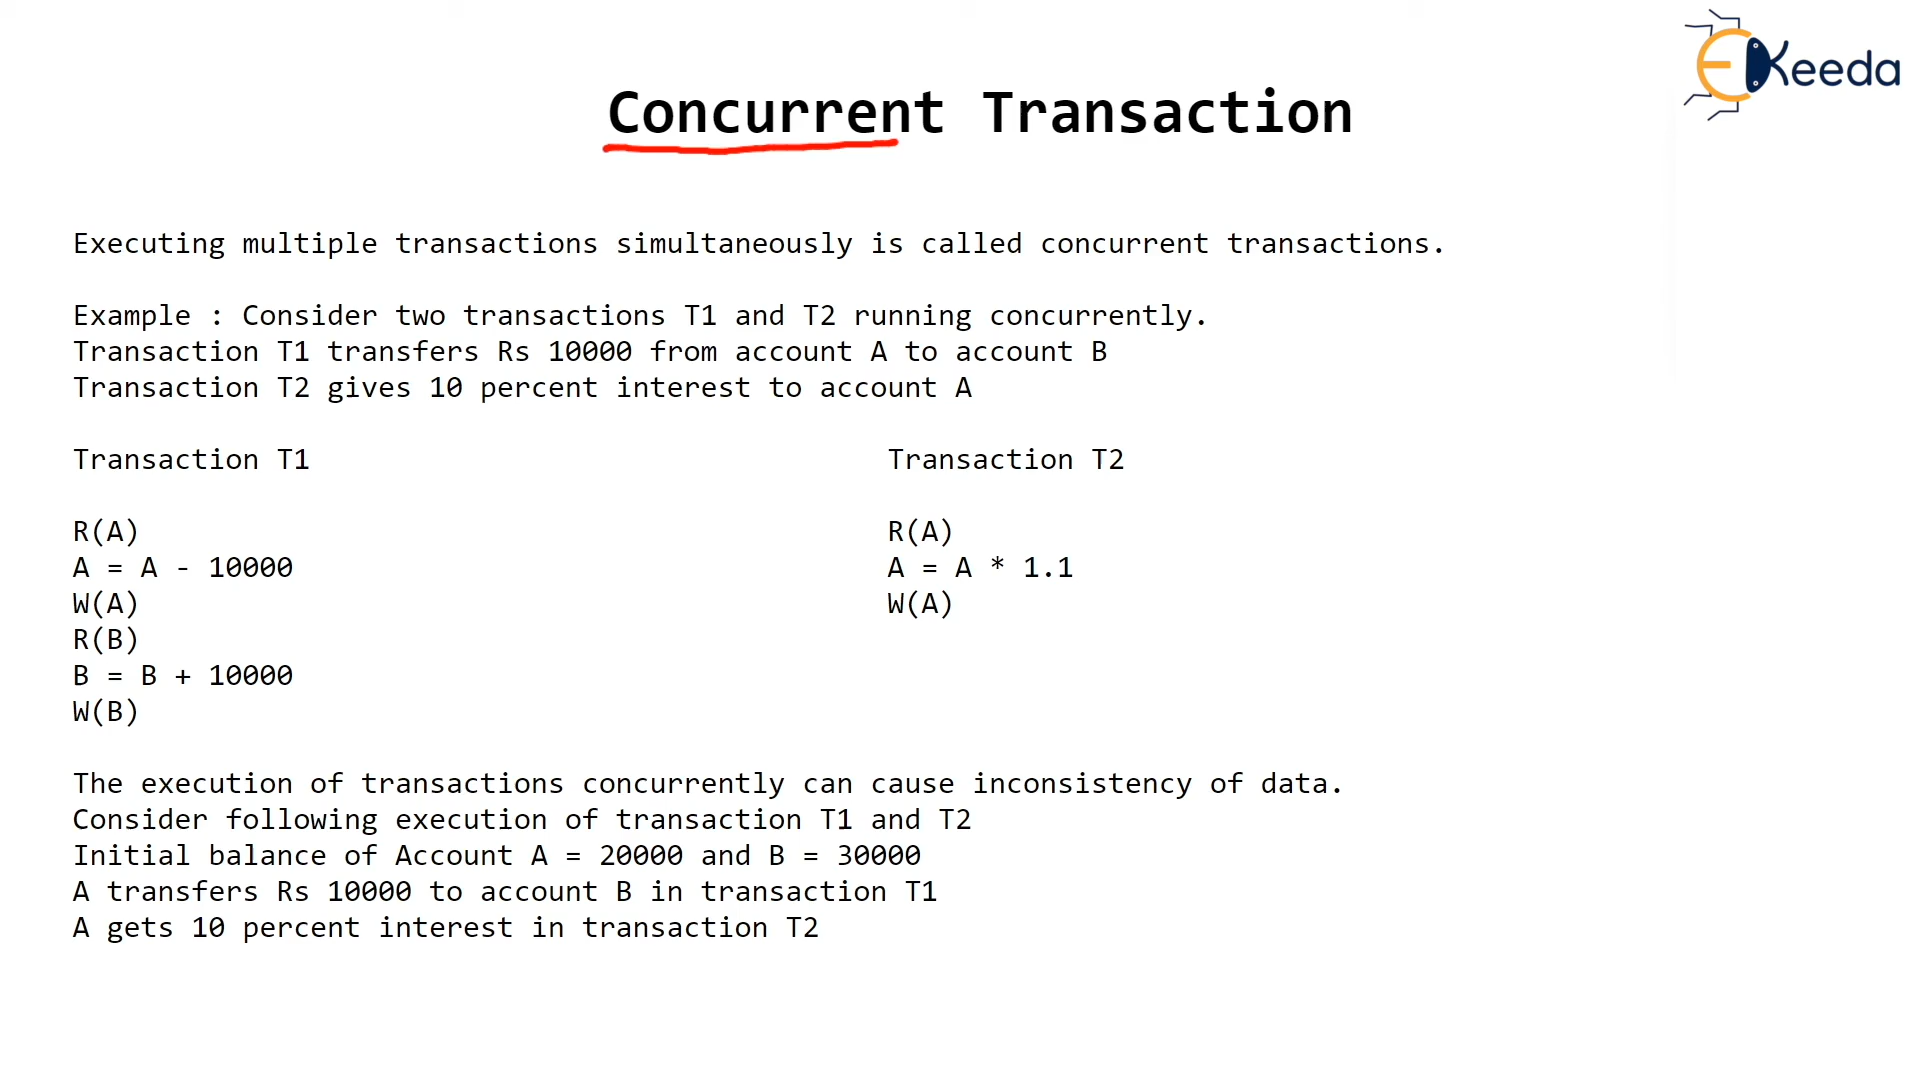 EKeeda
Concurrent Transaction
Executing multiple transactions simultaneously is called concurrent transactions.
Example : Consider two transactions T1 and T2 running concurrently.
Transaction T1 transfers Rs 10000 from account A to account B
Transaction T2 gives 10 percent interest to account A
Transaction T1
R(A)
A = A - 10000
W(A)
R(B)
B = B + 10000
W(B)
Transaction T2
R(A)
A = A * 1.1
W(A)
The execution of transactions concurrently can cause inconsistency of data.
Consider following execution of transaction T1 and T2
Initial balance of Account A = 20000 and B = 30000
A transfers Rs 10000 to account B in transaction T1
A gets 10 percent interest in transaction T2